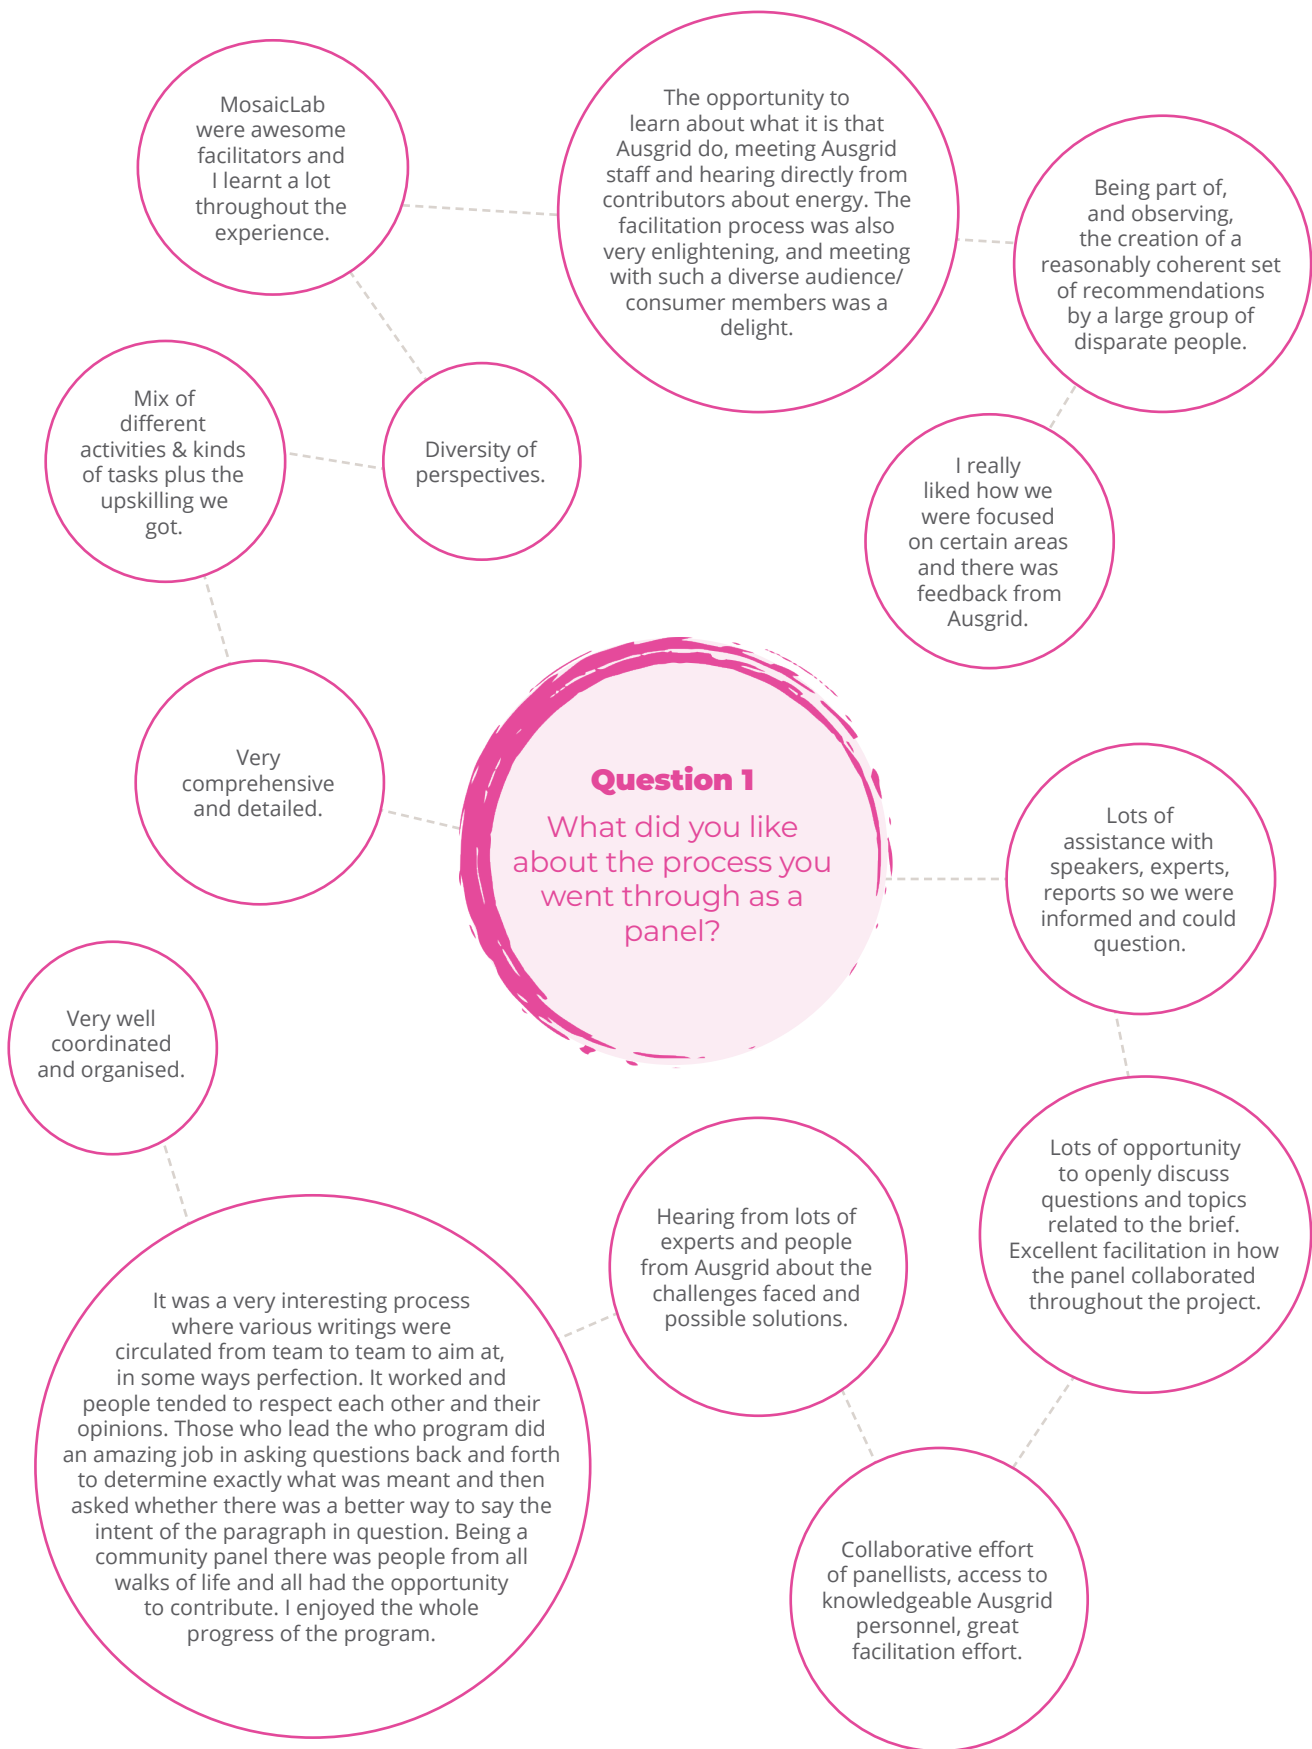 MosaicLab
were awesome
facilitators and
I learnt a lot
throughout the
experience.
The opportunity to
learn about what it is that
Ausgrid do, meeting Ausgrid
staff and hearing directly from
contributors about energy. The
facilitation process was also
very enlightening, and meeting
with such a diverse audience/
consumer members was a
delight.
Being part of,
and observing,
the creation of a
reasonably coherent set
of recommendations
by a large group of
disparate people.
Mix of
different
activities & kinds
of tasks plus the
upskilling we
got.
Diversity of
perspectives.
I really
liked how we
were focused
on certain areas
and there was
feedback from
Ausgrid.
Very
comprehensive
and detailed.
Question 1
What did you like
about the process you
went through as a
panel?
Lots of
assistance with
speakers, experts,
reports so we were
informed and could
question.
Very well
coordinated
and organised.
Hearing from lots of
experts and people
from Ausgrid about the
challenges faced and
possible solutions.
Lots of opportunity
to openly discuss
questions and topics
related to the brief.
Excellent facilitation in how
the panel collaborated
throughout the project.
It was a very interesting process
where various writings were
circulated from team to team to aim at,
in some ways perfection. It worked and
people tended to respect each other and their
opinions. Those who lead the who program did
an amazing job in asking questions back and forth
to determine exactly what was meant and then
asked whether there was a better way to say the
intent of the paragraph in question. Being a
community panel there was people from all
walks of life and all had the opportunity
to contribute. I enjoyed the whole
progress of the program.
Collaborative effort
of panellists, access to
knowledgeable Ausgrid
personnel, great
facilitation effort.